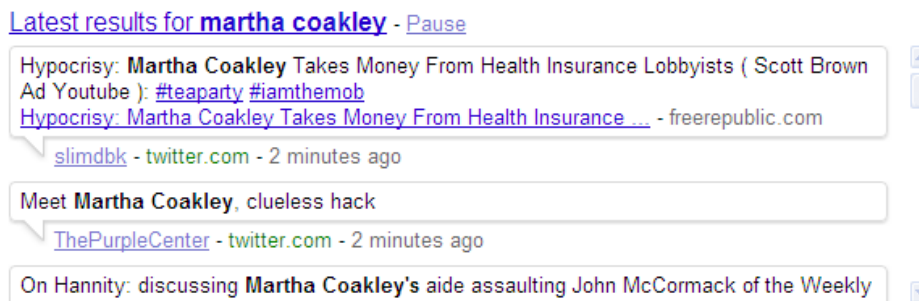 Latest results for martha coakley - Pause
Hypocrisy: Martha Coakley Takes Money From Health Insurance Lobbyists ( Scott Brown
Ad Youtube ): #teaparty #iamthemob
Hypocrisy: Martha Coakley Takes Money From Health Insurance ... - freerepublic.com
slimdbk - twitter.com - 2 minutes ago
Meet Martha Coakley, clueless hack
ThePurpleCenter - twitter.com - 2 minutes ago
On Hannity: discussing Martha Coakley's aide assaulting John McCormack of the Weekly